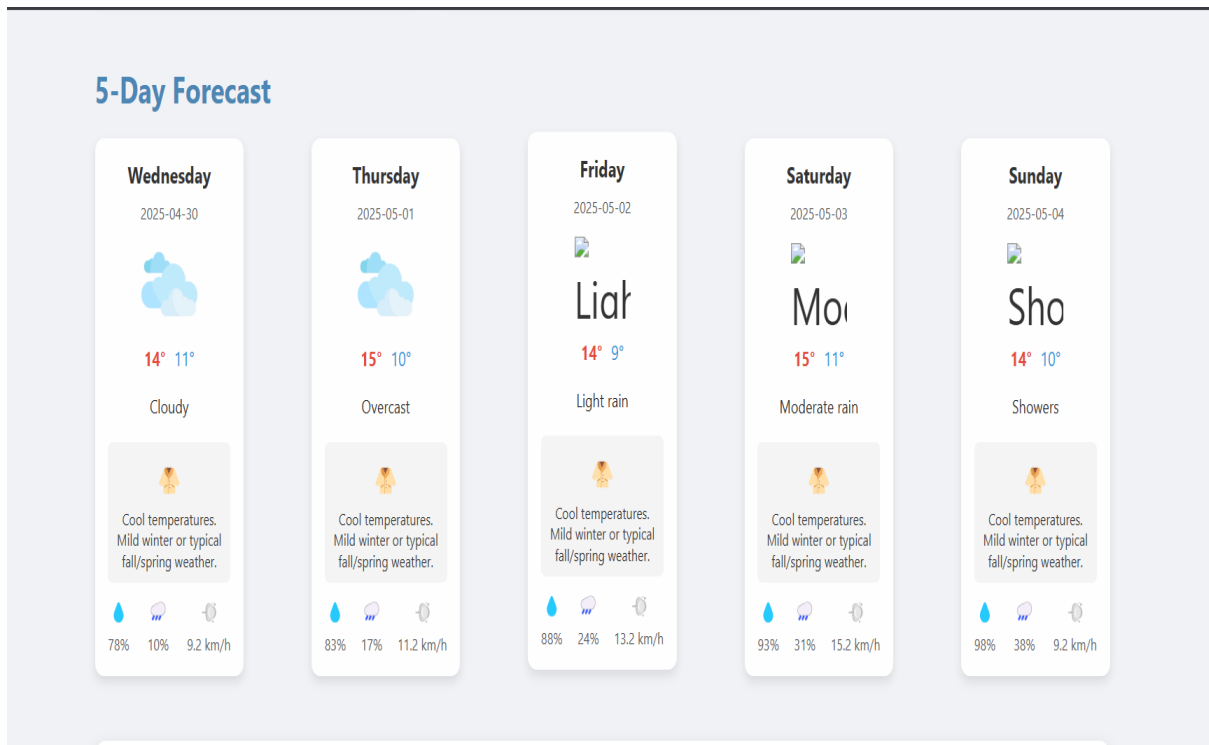 5-Day Forecast
Wednesday
2025-04-30
14° 11°
Cloudy
Cool temperatures.
Mild winter or typical
fall/spring weather.
78% 10% 9.2 km/h
Thursday
2025-05-01
15° 10°
Overcast
Cool temperatures.
Mild winter or typical
fall/spring weather.
83% 17% 11.2 km/h
Friday
2025-05-02
Ligh
14° 9°
Light rain
Cool temperatures.
Mild winter or typical
fall/spring weather.
88% 24% 13.2 km/h
Saturday
2025-05-03
Mod
15° 11°
Moderate rain
Cool temperatures.
Mild winter or typical
fall/spring weather.
93% 31% 15.2 km/h
Sunday
2025-05-04
Sho
14° 10°
Showers
Cool temperatures.
Mild winter or typical
fall/spring weather.
98% 38% 9.2 km/h